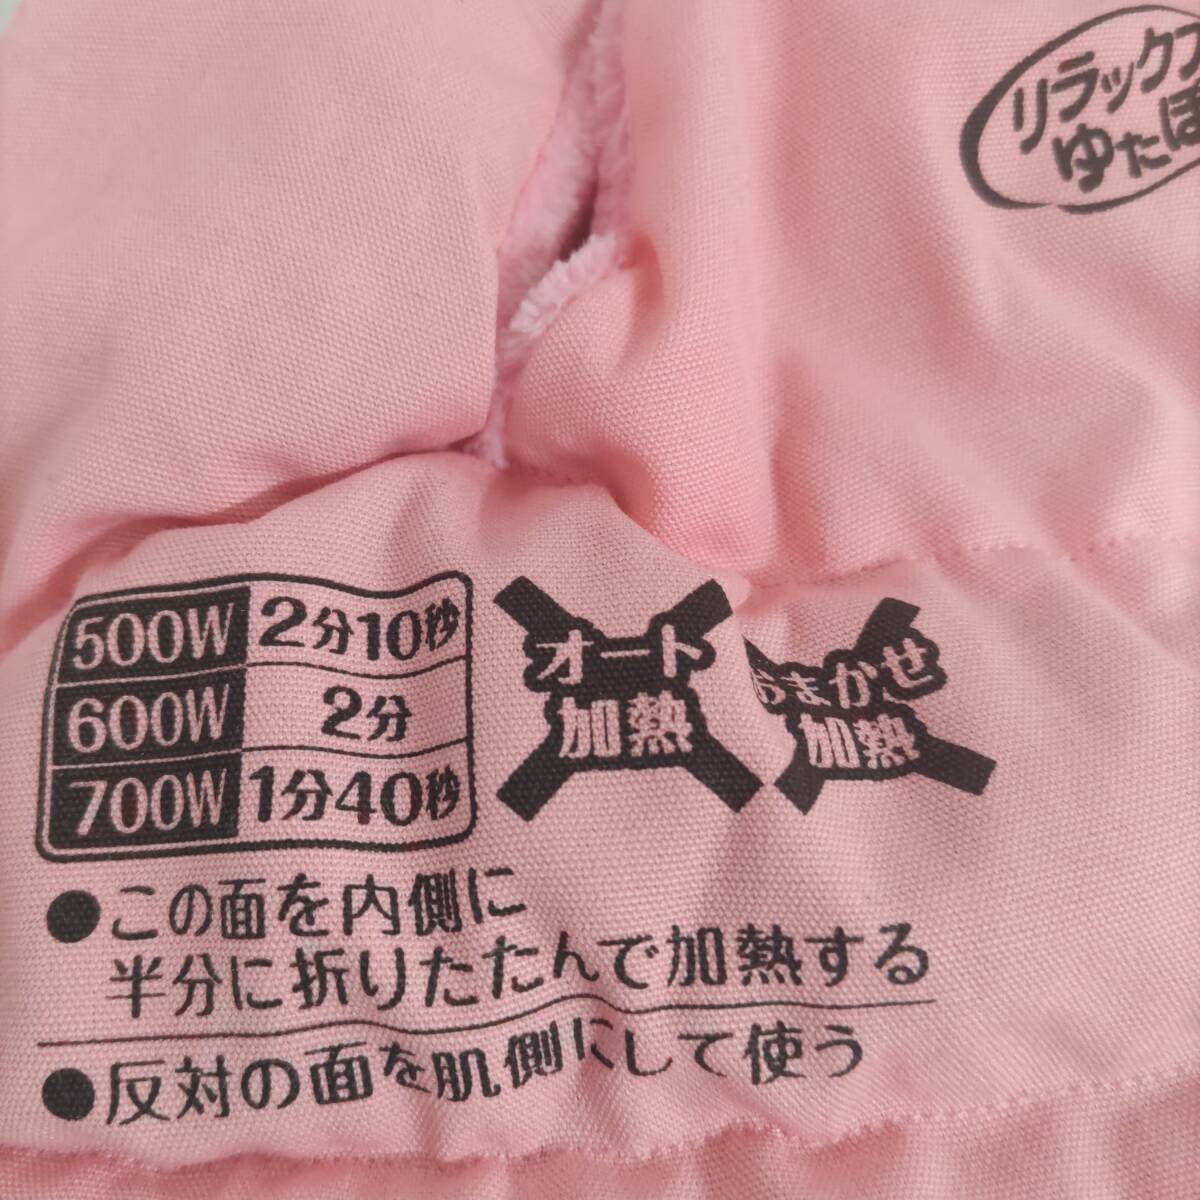 リラックス
ゆたぽ
500W 2分10秒
600W 2分
700W 1分40秒
オート
加熱
おまかせ
加熱
●この面を内側に
半分に折りたたんで加熱する
●反対の面を肌側にして使う